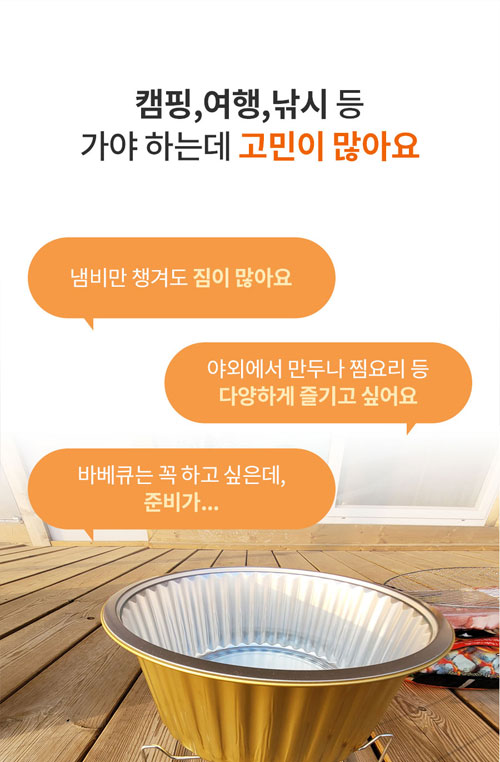 캠핑,여행,낚시 등
가야 하는데 고민이 많아요
냄비만 챙겨도 짐이 많아요
야외에서 만두나 찜요리 등
다양하게 즐기고 싶어요
바베큐는 꼭 하고 싶은데,
준비가...